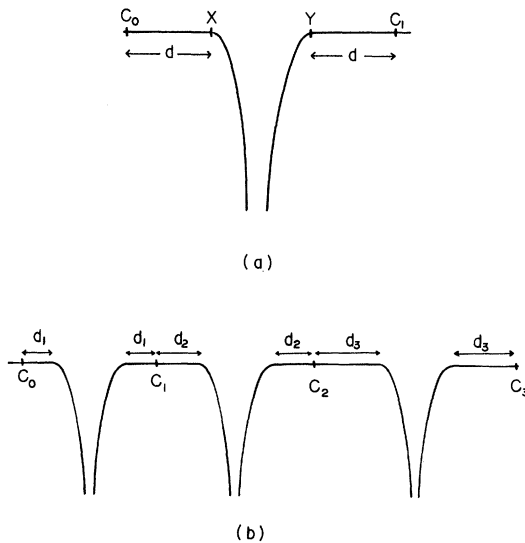 C₀ X Y C₁
d d
(a)
d₁ d₁ d₂ d₂ d₃ d₃
C₀ C₁ C₂ C₃
(b)